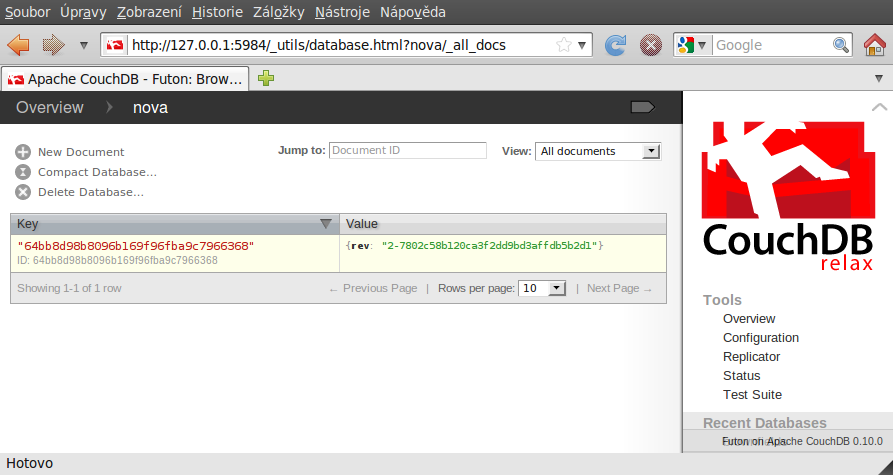 Soubor Úpravy Zobrazení Historie Záložky Nástroje Nápověda
http://127.0.0.1:5984/_utils/database.html?nova/_all_docs
Google
Apache CouchDB - Futon: Brow…
Overview nova
New Document
Compact Database…
Delete Database…
Jump to: Document ID
View: All documents
Key Value
"64bb8d98b8096b169f96fba9c7966368" {rev: "2-7802c58b120ca3f2dd9bd3affdb5b2d1"}
ID: 64bb8d98b8096b169f96fba9c7966368
Showing 1-1 of 1 row ← Previous Page | Rows per page: 10 | Next Page →
CouchDB
relax
Tools
Overview
Configuration
Replicator
Status
Test Suite
Recent Databases
Futon on Apache CouchDB 0.10.0
Hotovo